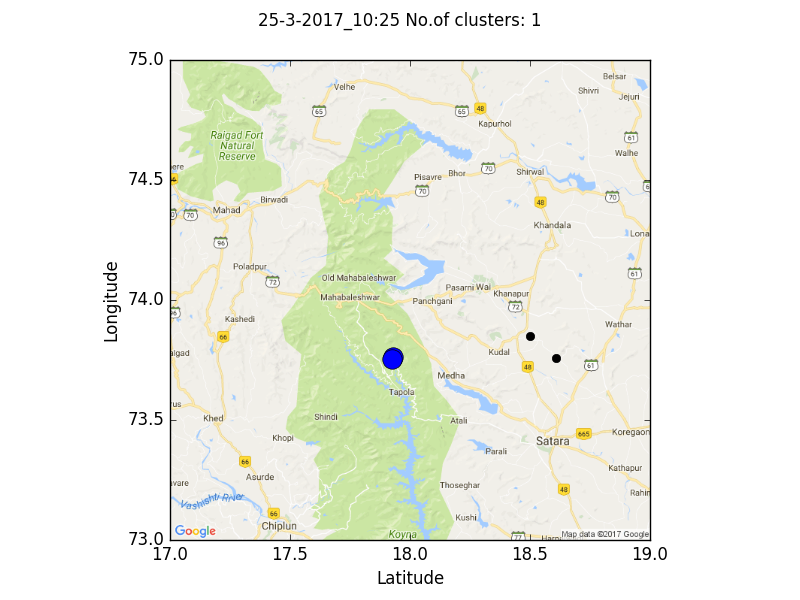 25-3-2017_10:25 No.of clusters: 1
75.0
74.5
74.0
73.5
73.0
17.0
17.5
18.0
18.5
19.0
Longitude
Latitude
Velhe
Belsar
Shivri
Jejuri
65
65
48
Kapurhol
61
Walhe
Raigad Fort
Natural
Reserve
Pisavre
Bhor
70
Shirwal
70
70
Birwadi
Mahad
70
48
Khandala
96
Poladpur
72
Old Mahabaleshwar
Mahabaleshwar
Panchgani
Pasarni
Wai
Khanapur
72
61
Wathar
Kashedi
66
Kudal
48
61
Medha
Tapola
Khed
Shindi
Atali
Khopi
Satara
665
Koregaon
Parali
Kathapur
66
Asurde
Thoseghar
48
Vashishti River
66
Chiplun
Kushi
Koyna
77
Google
Map data ©2017 Google